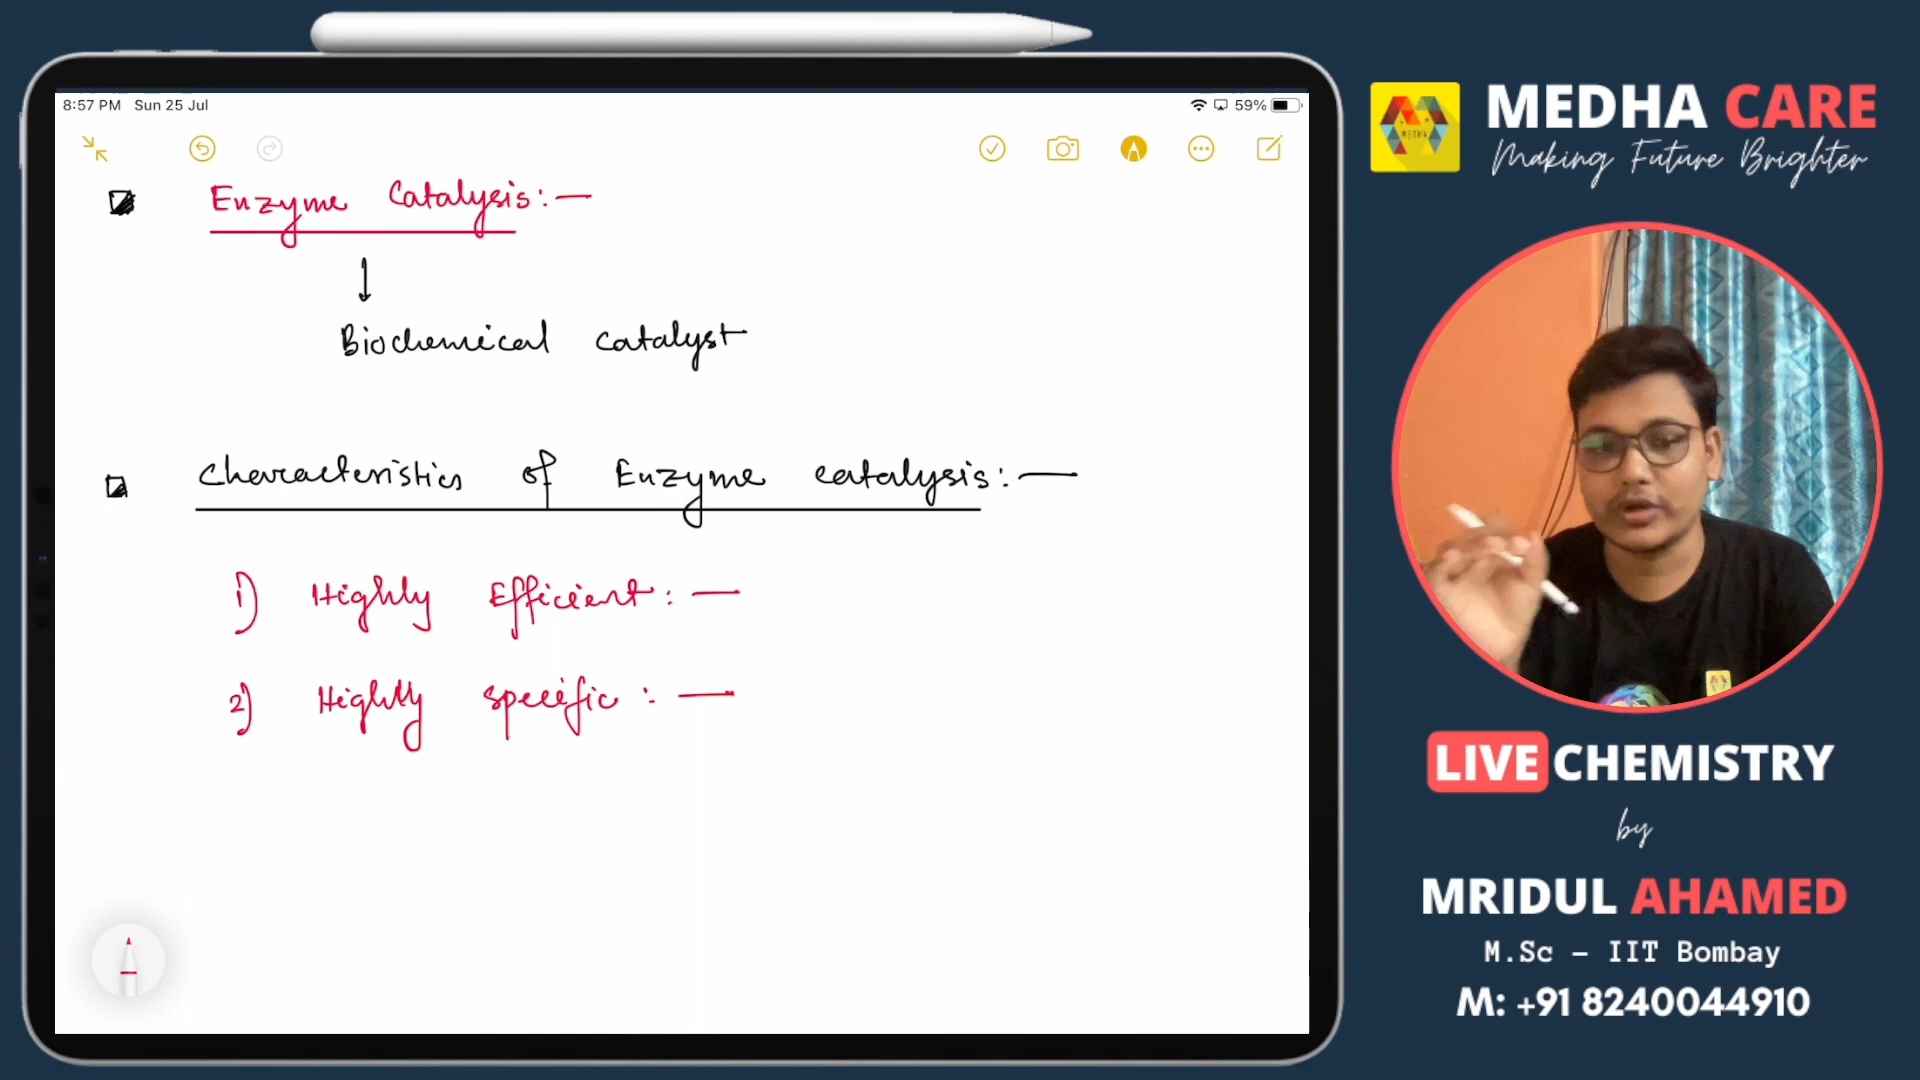 8:57 PM Sun 25 Jul
59%
Enzyme Catalysis:—
Biochemical catalyst
Characteristics of Enzyme catalysis:—
1) Highly Efficient:—
2) Highly specific:—
MEDHA CARE
Making Future Brighter
MEDHA
LIVE CHEMISTRY
by
MRIDUL AHAMED
M.Sc – IIT Bombay
M: +91 8240044910